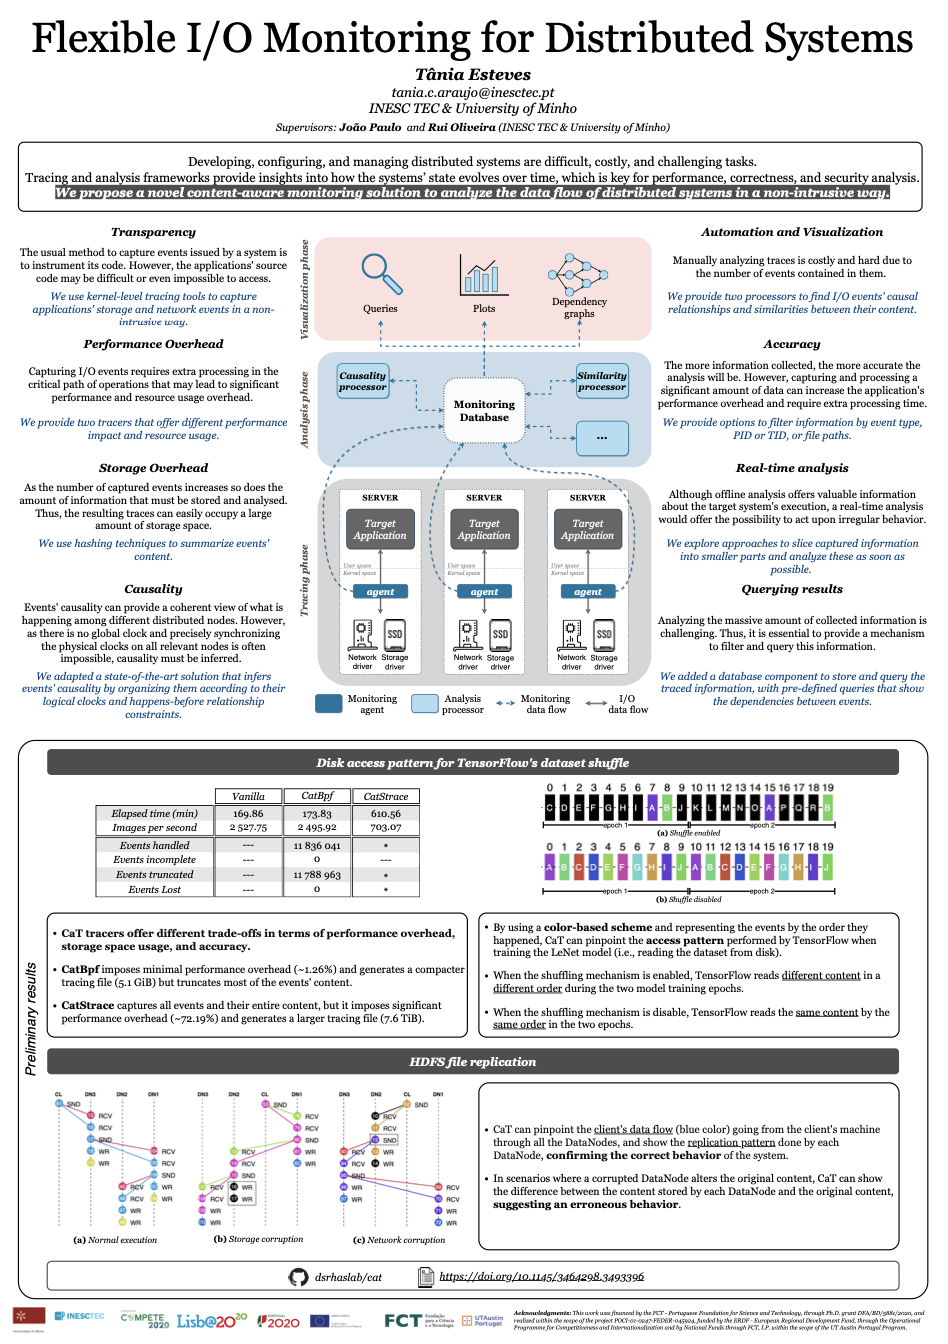 Flexible I/O Monitoring for Distributed Systems
Tânia Esteves
tania.c.araujo@inesctec.pt
INESC TEC & University of Minho
Supervisors: João Paulo and Rui Oliveira (INESC TEC & University of Minho)
Developing, configuring, and managing distributed systems are difficult, costly, and challenging tasks.
Tracing and analysis frameworks provide insights into how the systems' state evolves over time, which is key for performance, correctness, and security analysis.
We propose a novel content-aware monitoring solution to analyze the data flow of distributed systems in a non-intrusive way.
Transparency
The usual method to capture events issued by a system is
to instrument its code. However, the applications' source
code may be difficult or even impossible to access.
We use kernel-level tracing tools to capture
applications' storage and network events in a non-
intrusive way.
Performance Overhead
Capturing I/O events requires extra processing in the
critical path of operations that may lead to significant
performance and resource usage overhead.
We provide two tracers that offer different performance
impact and resource usage.
Storage Overhead
As the number of captured events increases so does the
amount of information that must be stored and analysed.
Thus, the resulting traces can easily occupy a large
amount of storage space.
We use hashing techniques to summarize events'
content.
Causality
Events' causality can provide a coherent view of what is
happening among different distributed nodes. However,
as there is no global clock and precisely synchronizing
the physical clocks on all relevant nodes is often
impossible, causality must be inferred.
We adapted a state-of-the-art solution that infers
events' causality by organizing them according to their
logical clocks and happens-before relationship
constraints.
Visualization phase
Queries
Plots
Dependency
graphs
Analysis phase
Causality
processor
Monitoring
Database
Similarity
processor
...
Tracing phase
SERVER
SERVER
SERVER
Target
Application
Target
Application
Target
Application
User space
Kernel space
User space
Kernel space
User space
Kernel space
agent
agent
agent
SSD
SSD
SSD
Network
driver
Storage
driver
Network
driver
Storage
driver
Network
driver
Storage
driver
Monitoring
agent
Analysis
processor
Monitoring
data flow
I/O
data flow
Automation and Visualization
Manually analyzing traces is costly and hard due to
the number of events contained in them.
We provide two processors to find I/O events' causal
relationships and similarities between their content.
Accuracy
The more information collected, the more accurate the
analysis will be. However, capturing and processing a
significant amount of data can increase the application's
performance overhead and require extra processing time.
We provide options to filter information by event type,
PID or TID, or file paths.
Real-time analysis
Although offline analysis offers valuable information
about the target system's execution, a real-time analysis
would offer the possibility to act upon irregular behavior.
We explore approaches to slice captured information
into smaller parts and analyze these as soon as
possible.
Querying results
Analyzing the massive amount of collected information is
challenging. Thus, it is essential to provide a mechanism
to filter and query this information.
We added a database component to store and query the
traced information, with pre-defined queries that show
the dependencies between events.
Preliminary results
Disk access pattern for TensorFlow's dataset shuffle
Vanilla CatBpf CatStrace
Elapsed time (min) 169.86 173.83 610.56
Images per second 2 527.75 2 495.92 703.07
Events handled --- 11 836 041 *
Events incomplete --- 0 ---
Events truncated --- 11 788 963 *
Events Lost --- 0 *
0 1 2 3 4 5 6 7 8 9 10 11 12 13 14 15 16 17 18 19
C D E F G H I A B J K L M N O A P Q R B
epoch 1 epoch 2
(a) Shuffle enabled
0 1 2 3 4 5 6 7 8 9 10 11 12 13 14 15 16 17 18 19
A B C D E F G H I J A B C D E F G H I J
epoch 1 epoch 2
(b) Shuffle disabled
• CaT tracers offer different trade-offs in terms of performance overhead,
storage space usage, and accuracy.
• CatBpf imposes minimal performance overhead (~1.26%) and generates a compacter
tracing file (5.1 GiB) but truncates most of the events' content.
• CatStrace captures all events and their entire content, but it imposes significant
performance overhead (~72.19%) and generates a larger tracing file (7.6 TiB).
• By using a color-based scheme and representing the events by the order they
happened, CaT can pinpoint the access pattern performed by TensorFlow when
training the LeNet model (i.e., reading the dataset from disk).
• When the shuffling mechanism is enabled, TensorFlow reads different content in a
different order during the two model training epochs.
• When the shuffling mechanism is disable, TensorFlow reads the same content by the
same order in the two epochs.
HDFS file replication
CL DN3 DN2 DN1
SND
RCV
RCV
SND
WR RCV
WR RCV
SND
RCV WR
RCV WR
WR
WR
(a) Normal execution
DN3 DN2 CL DN1
SND
RCV
RCV
RCV SND
RCV WR
SND WR
RCV WR
RCV WR
WR
WR
(b) Storage corruption
DN3 DN2 CL DN1
SND
RCV
RCV
SND
RCV WR
RCV WR
SND
WR RCV
WR RCV
WR
WR
(c) Network corruption
• CaT can pinpoint the client's data flow (blue color) going from the client's machine
through all the DataNodes, and show the replication pattern done by each
DataNode, confirming the correct behavior of the system.
• In scenarios where a corrupted DataNode alters the original content, CaT can show
the difference between the content stored by each DataNode and the original content,
suggesting an erroneous behavior.
dsrhaslab/cat
https://doi.org/10.1145/3464298.3493396
INESCTEC
COMPETE
2020
Lisb@2020
PORTUGAL
2020
FCT
Fundação
para a Ciência
e a Tecnologia
UTAustin
Portugal
Acknowledgments: This work was financed by the FCT - Portuguese Foundation for Science and Technology, through Ph.D. grant DFA/BD/5881/2020, and
realized within the scope of the project POCI-01-0247-FEDER-045924, funded by the ERDF - European Regional Development Fund, through the Operational
Programme for Competitiveness and Internationalization and by National Funds through FCT, I.P. within the scope of the UT Austin Portugal Program.